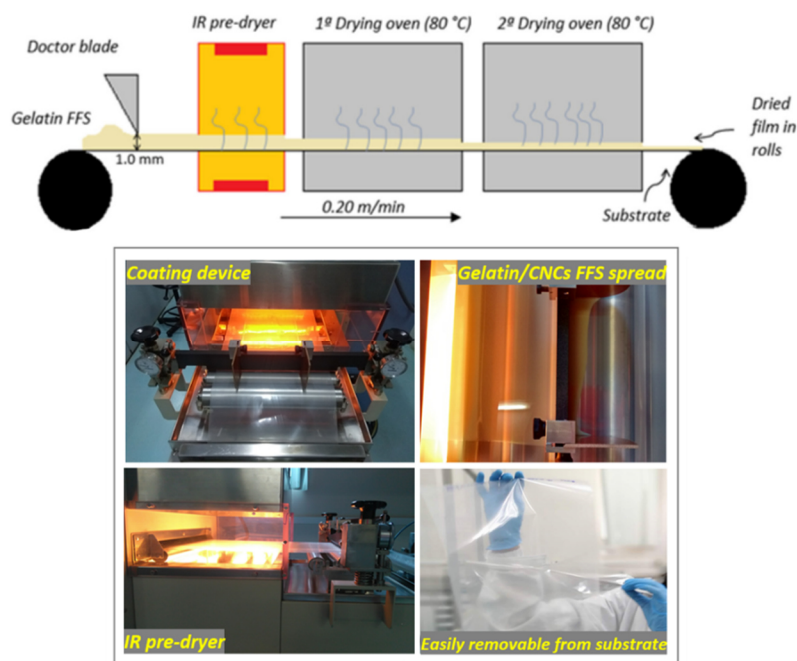 IR pre-dryer
1º Drying oven (80 °C)
2º Drying oven (80 °C)
Doctor blade
Gelatin FFS
1.0 mm
Dried
film in
rolls
0.20 m/min
Substrate
Coating device
Gelatin/CNCs FFS spread
IR pre-dryer
Easily removable from substrate